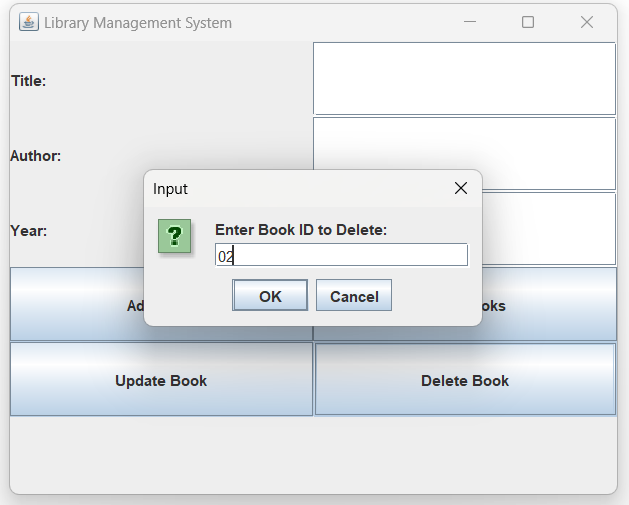 Library Management System
Title:
Author:
Input
Enter Book ID to Delete:
Year:
02
OK Cancel
Update Book Delete Book